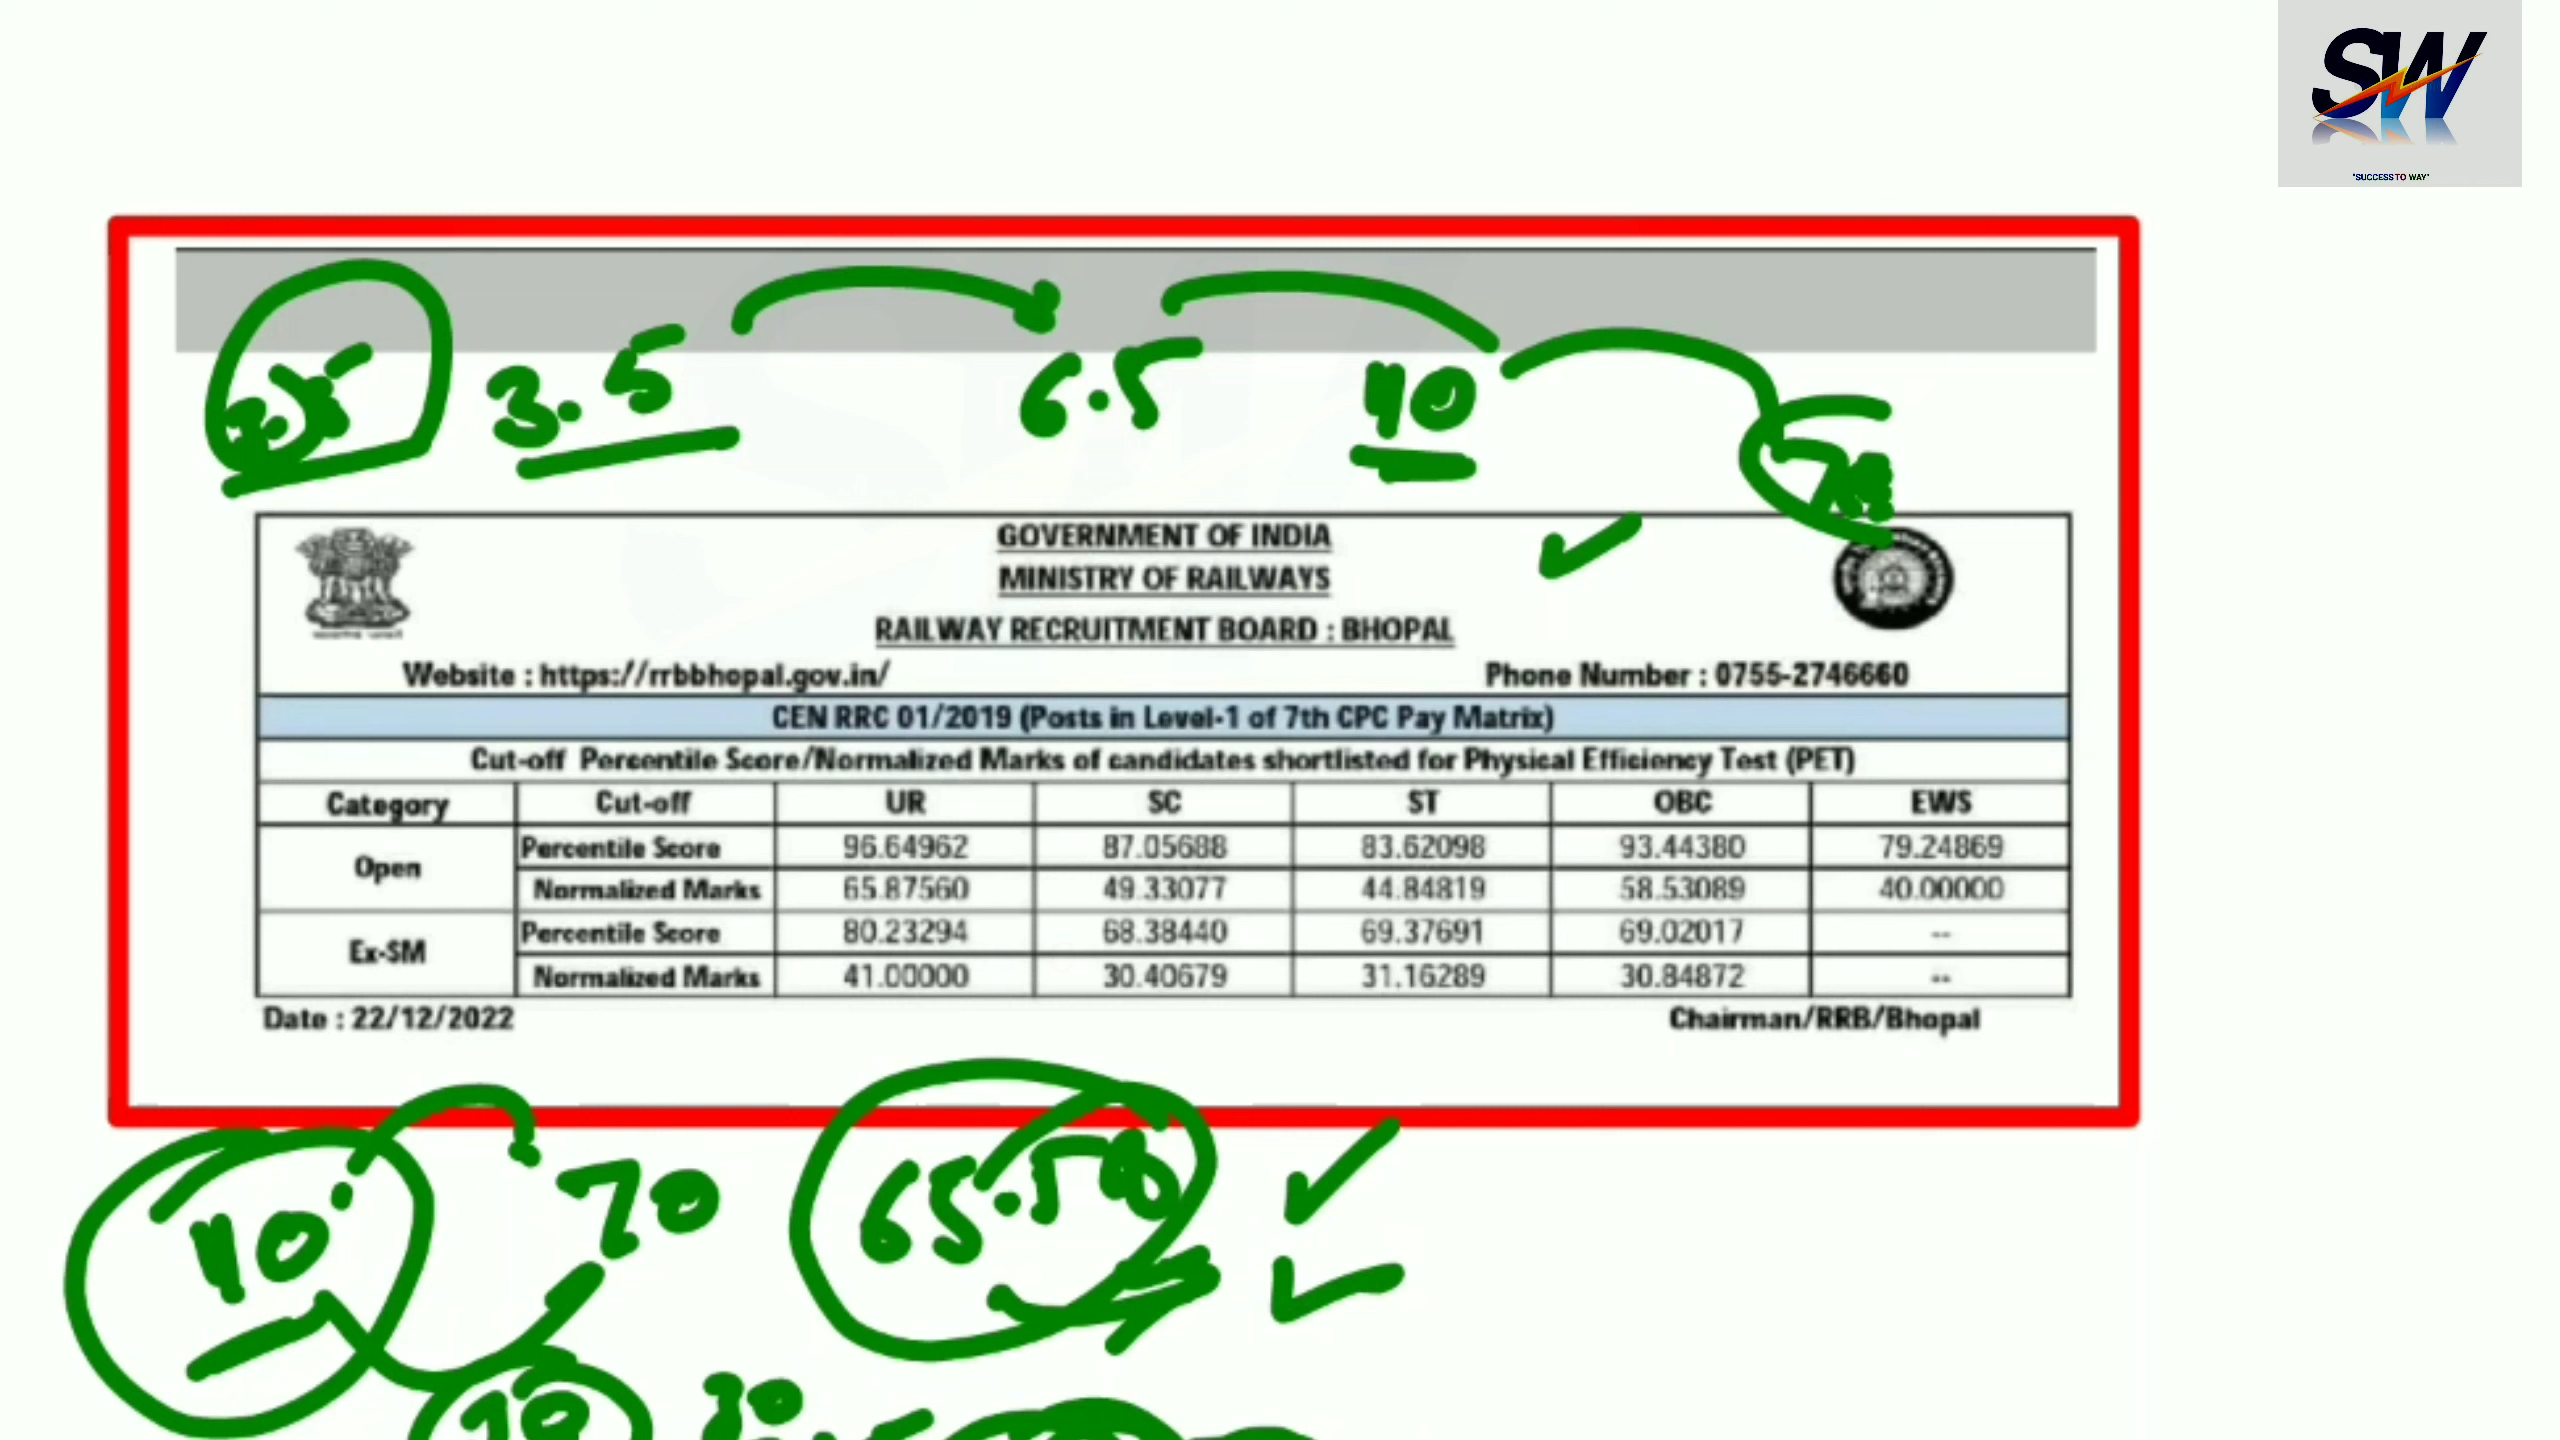 SW
"SUCCESS TO WAY"
3.5
6.5
40
GOVERNMENT OF INDIA
MINISTRY OF RAILWAYS
RAILWAY RECRUITMENT BOARD : BHOPAL
Website : https://rrbbhopal.gov.in/ Phone Number : 0755-2746660
CEN RRC 01/2019 (Posts in Level-1 of 7th CPC Pay Matrix)
Cut-off Percentile Score/Normalized Marks of candidates shortlisted for Physical Efficiency Test (PET)
Category Cut-off UR SC ST OBC EWS
Open Percentile Score 96.64962 87.05688 83.62098 93.44380 79.24869
Normalized Marks 65.87560 49.33077 44.84819 58.53089 40.00000
Ex-SM Percentile Score 80.23294 68.38440 69.37691 69.02017 --
Normalized Marks 41.00000 30.40679 31.16289 30.84872 --
Date : 22/12/2022 Chairman/RRB/Bhopal
40 70
30